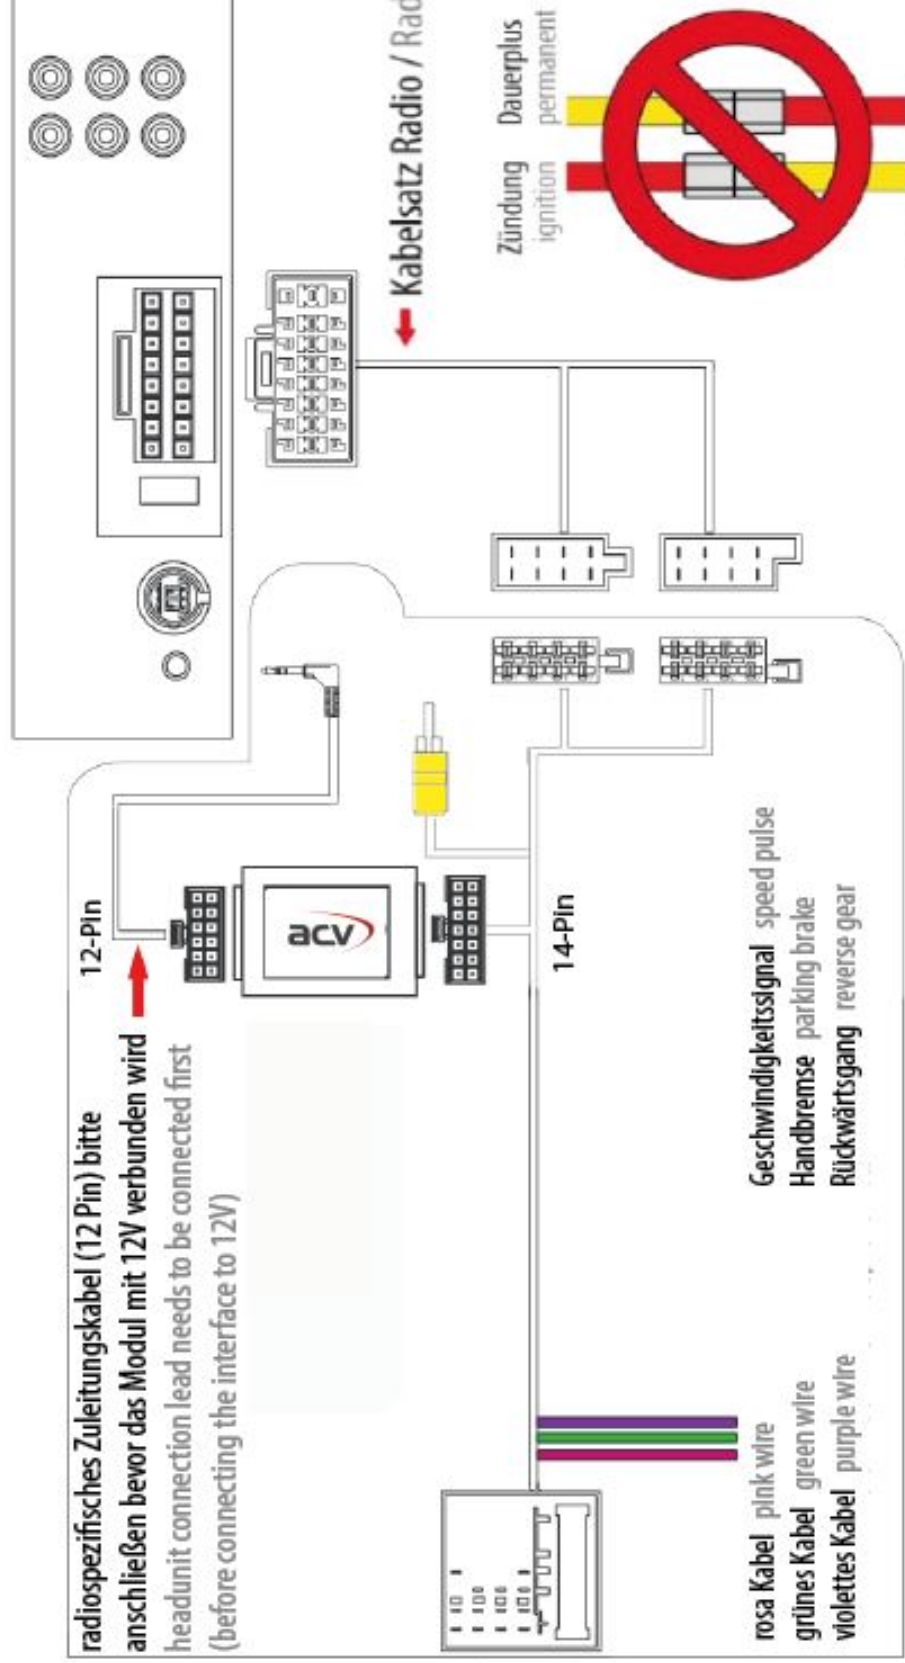 radiospezifisches Zuleitungskabel (12 Pin) bitte
anschließen bevor das Modul mit 12V verbunden wird
headunit connection lead needs to be connected first
(before connecting the interface to 12V)
12-Pin
acv
14-Pin
Kabelsatz Radio /
Zündung Dauerplus
ignition permanent
rosa Kabel pink wire Geschwindigkeitssignal speed pulse
grünes Kabel green wire Handbremse parking brake
violettes Kabel purple wire Rückwärtsgang reverse gear